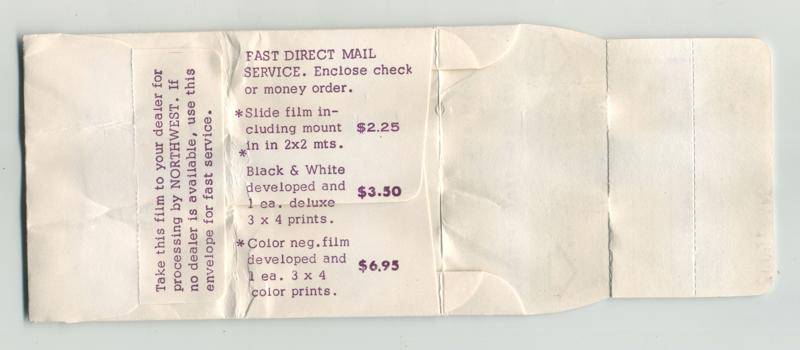 Take this film to your dealer for
processing by NORTHWEST. If
no dealer is available, use this
envelope for fast service.
FAST DIRECT MAIL
SERVICE. Enclose check
or money order.
*Slide film in-
cluding mount $2.25
in in 2x2 mts.
*
Black & White
developed and $3.50
1 ea. deluxe
3 x 4 prints.
*Color neg.film
developed and $6.95
1 ea. 3 x 4
color prints.